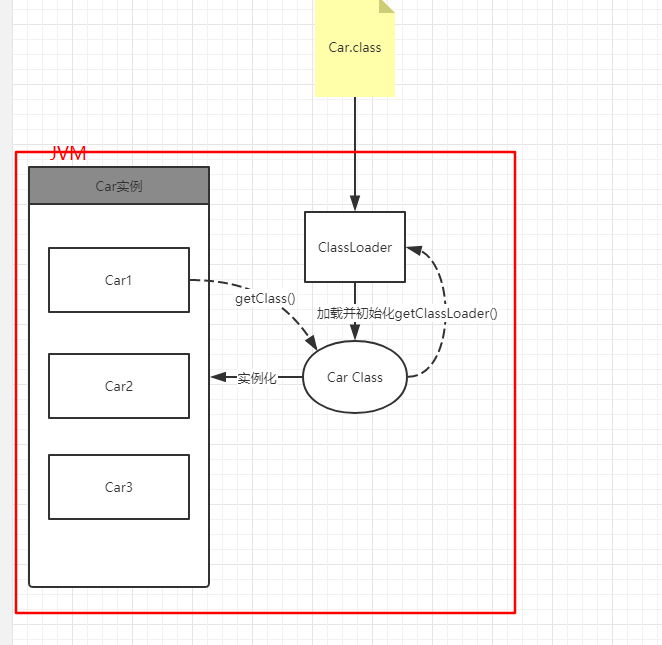 Car.class
JVM
Car实例
ClassLoader
Car1
getClass()
加载并初始化getClassLoader()
Car2
实例化
Car Class
Car3